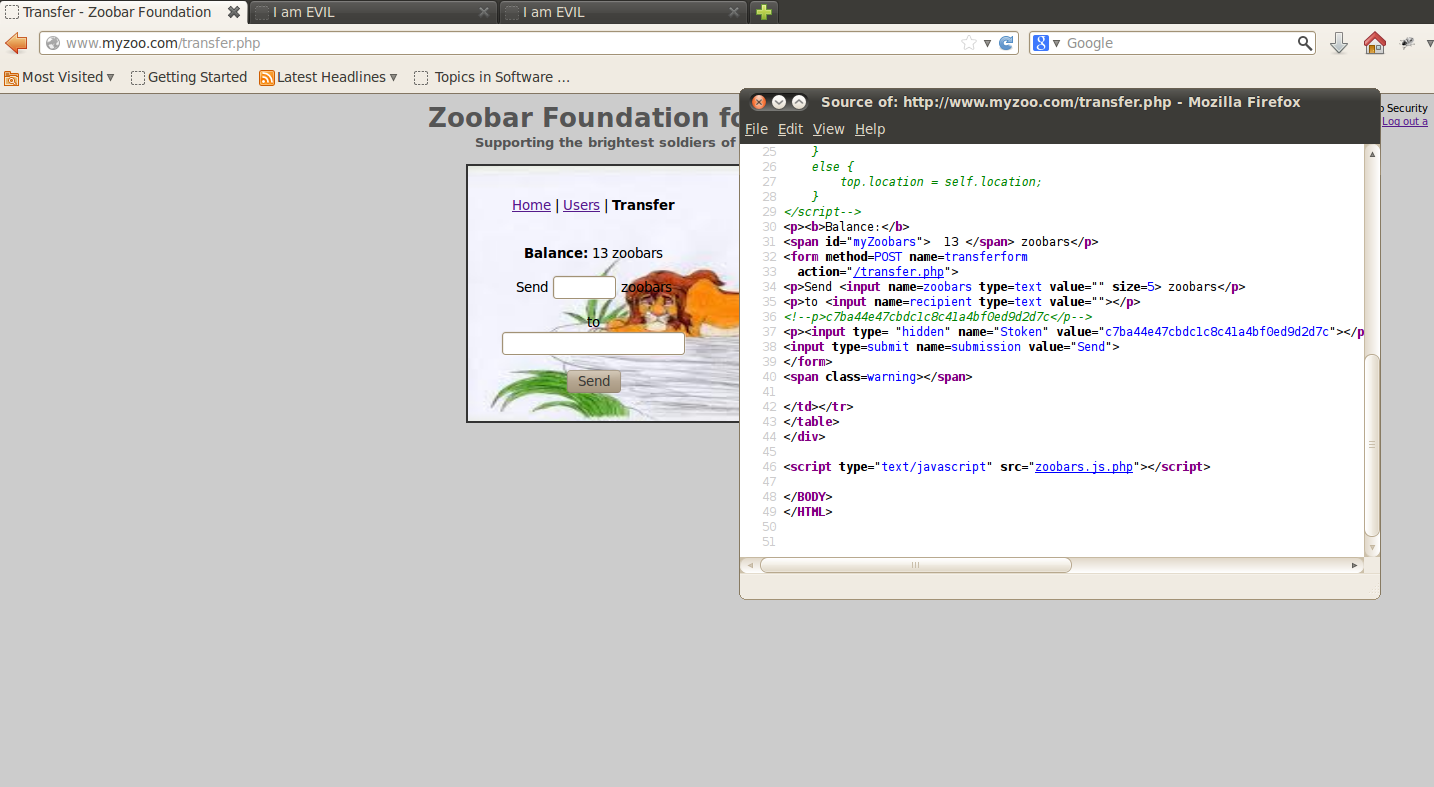 Transfer - Zoobar Foundation
I am EVIL
I am EVIL
www.myzoo.com/transfer.php
Google
Most Visited
Getting Started
Latest Headlines
Topics in Software ...
Zoobar Foundation fo
Supporting the brightest soldiers of
Security
Log out a
Home | Users | Transfer
Balance: 13 zoobars
Send zoobars
to
Send
Source of: http://www.myzoo.com/transfer.php - Mozilla Firefox
File Edit View Help
25 }
26 else {
27 top.location = self.location;
28 }
29 </script-->
30 <p><b>Balance:</b>
31 <span id="myZoobars">  13 </span> zoobars</p>
32 <form method=POST name=transferform
33 action="/transfer.php">
34 <p>Send <input name=zoobars type=text value="" size=5> zoobars</p>
35 <p>to <input name=recipient type=text value=""></p>
36 <!--p>c7ba44e47cbdc1c8c41a4bf0ed9d2d7c</p-->
37 <p><input type= "hidden" name="Stoken" value="c7ba44e47cbdc1c8c41a4bf0ed9d2d7c"></p
38 <input type=submit name=submission value="Send">
39 </form>
40 <span class=warning></span>
41
42 </td></tr>
43 </table>
44 </div>
45
46 <script type="text/javascript" src="zoobars.js.php"></script>
47
48 </BODY>
49 </HTML>
50
51